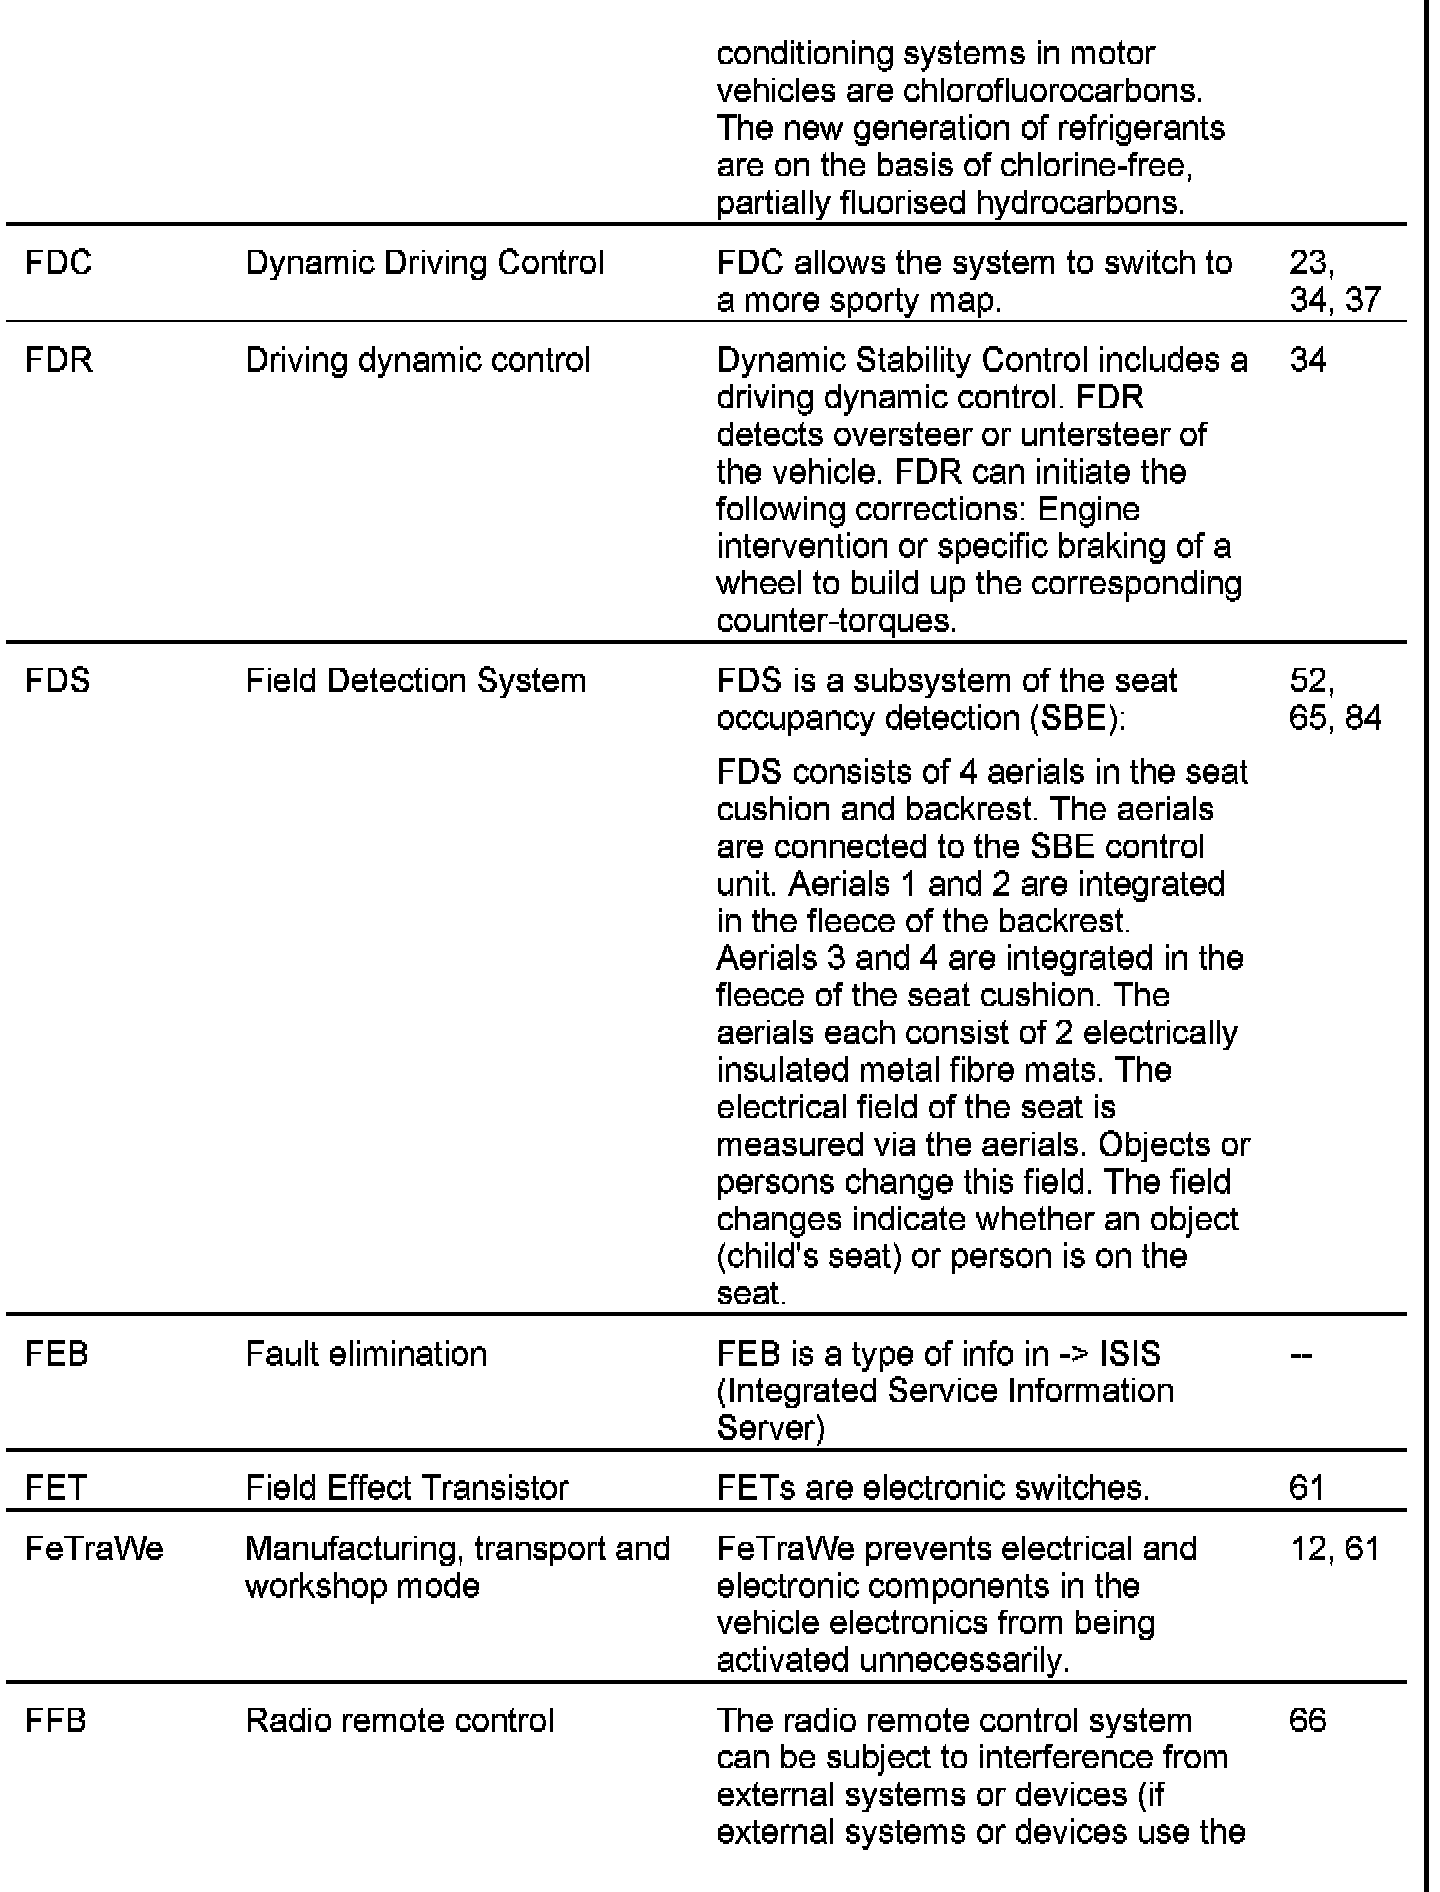 conditioning systems in motor
vehicles are chlorofluorocarbons.
The new generation of refrigerants
are on the basis of chlorine-free,
partially fluorised hydrocarbons.
FDC Dynamic Driving Control FDC allows the system to switch to 23,
a more sporty map. 34, 37
FDR Driving dynamic control Dynamic Stability Control includes a 34
driving dynamic control. FDR
detects oversteer or untersteer of
the vehicle. FDR can initiate the
following corrections: Engine
intervention or specific braking of a
wheel to build up the corresponding
counter-torques.
FDS Field Detection System FDS is a subsystem of the seat 52,
occupancy detection (SBE): 65, 84
FDS consists of 4 aerials in the seat
cushion and backrest. The aerials
are connected to the SBE control
unit. Aerials 1 and 2 are integrated
in the fleece of the backrest.
Aerials 3 and 4 are integrated in the
fleece of the seat cushion. The
aerials each consist of 2 electrically
insulated metal fibre mats. The
electrical field of the seat is
measured via the aerials. Objects or
persons change this field. The field
changes indicate whether an object
(child's seat) or person is on the
seat.
FEB Fault elimination FEB is a type of info in -> ISIS --
(Integrated Service Information
Server)
FET Field Effect Transistor FETs are electronic switches. 61
FeTraWe Manufacturing, transport and FeTraWe prevents electrical and 12, 61
workshop mode electronic components in the
vehicle electronics from being
activated unnecessarily.
FFB Radio remote control The radio remote control system 66
can be subject to interference from
external systems or devices (if
external systems or devices use the